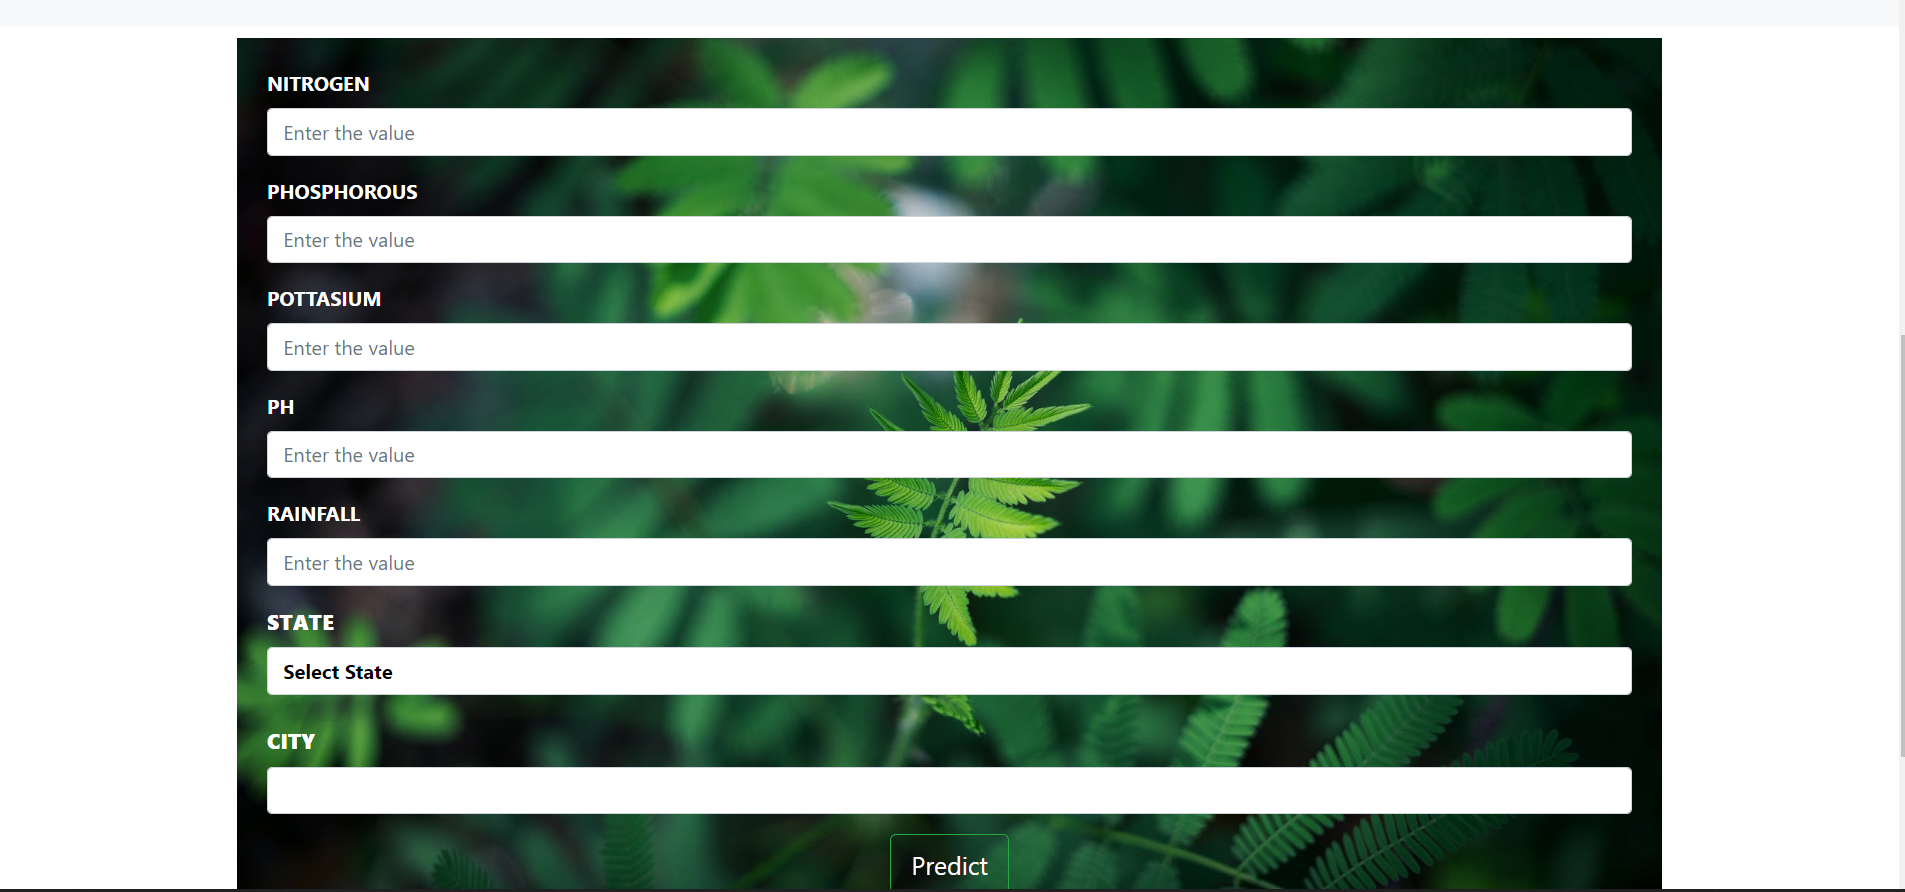 NITROGEN
Enter the value
PHOSPHOROUS
Enter the value
POTTASIUM
Enter the value
PH
Enter the value
RAINFALL
Enter the value
STATE
Select State
CITY
Predict